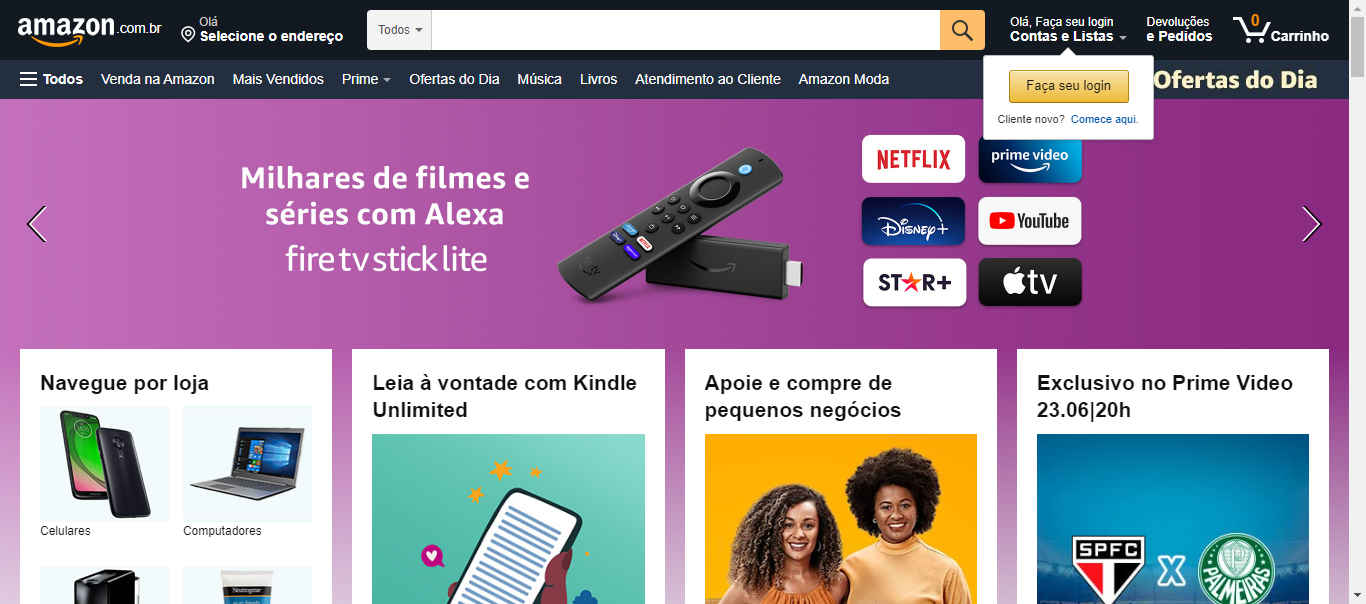 amazon.com.br
Olá
Selecione o endereço
Todos
Olá, Faça seu login
Contas e Listas
Devoluções
e Pedidos
0
Carrinho
Todos
Venda na Amazon
Mais Vendidos
Prime
Ofertas do Dia
Música
Livros
Atendimento ao Cliente
Amazon Moda
Ofertas do Dia
Faça seu login
Cliente novo? Comece aqui.
Milhares de filmes e
séries com Alexa
fire tv stick lite
NETFLIX
prime video
Disney+
YouTube
ST★R+
tv
Navegue por loja
Celulares
Computadores
Leia à vontade com Kindle
Unlimited
Apoie e compre de
pequenos negócios
Exclusivo no Prime Video
23.06|20h
SPFC
X
PALMEIRAS
Neutrogena